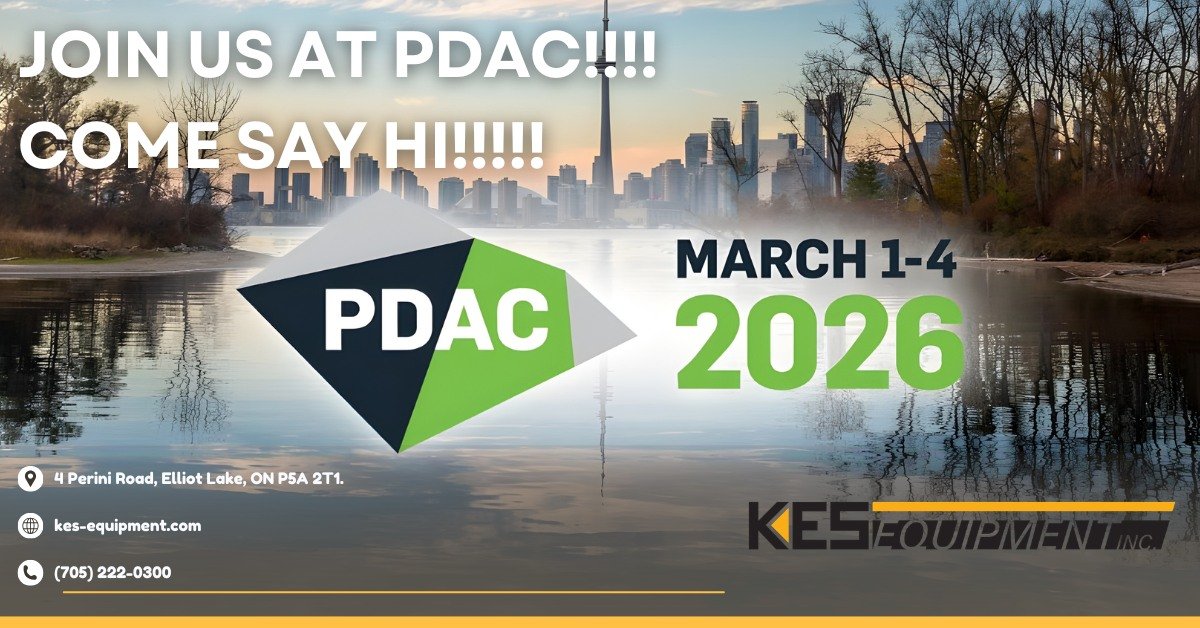 JOIN US AT PDAC!!!!
COME SAY HI!!!!!
PDAC
MARCH 1-4
2026
4 Perini Road, Elliot Lake, ON P5A 2T1.
kes-equipment.com
(705) 222-0300
KES EQUIPMENT INC.